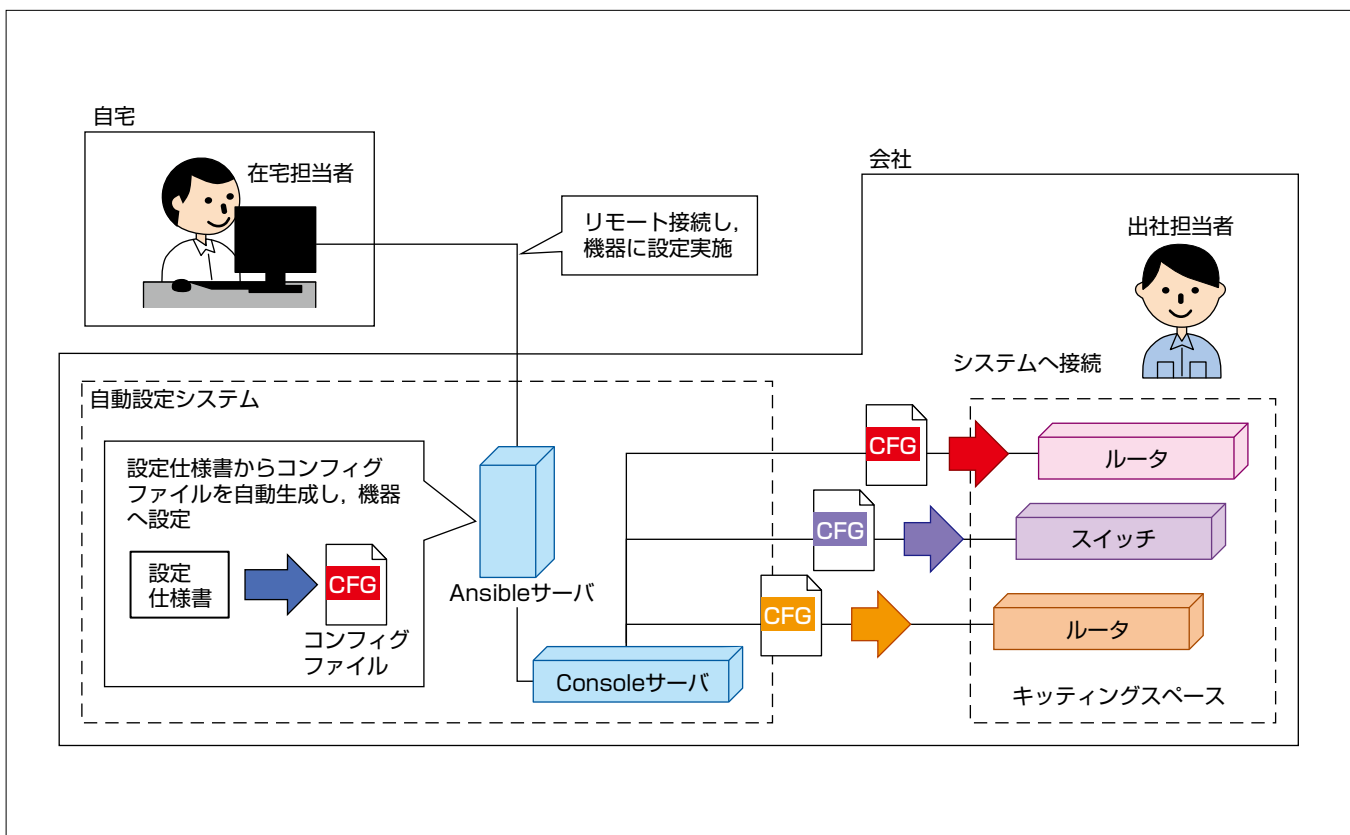 自宅
在宅担当者
リモート接続し，
機器に設定実施
会社
出社担当者
システムへ接続
自動設定システム
設定仕様書からコンフィグ
ファイルを自動生成し，機器
へ設定
設定
仕様書
CFG
コンフィグ
ファイル
Ansibleサーバ
Consoleサーバ
CFG
ルータ
CFG
スイッチ
CFG
ルータ
キッティングスペース